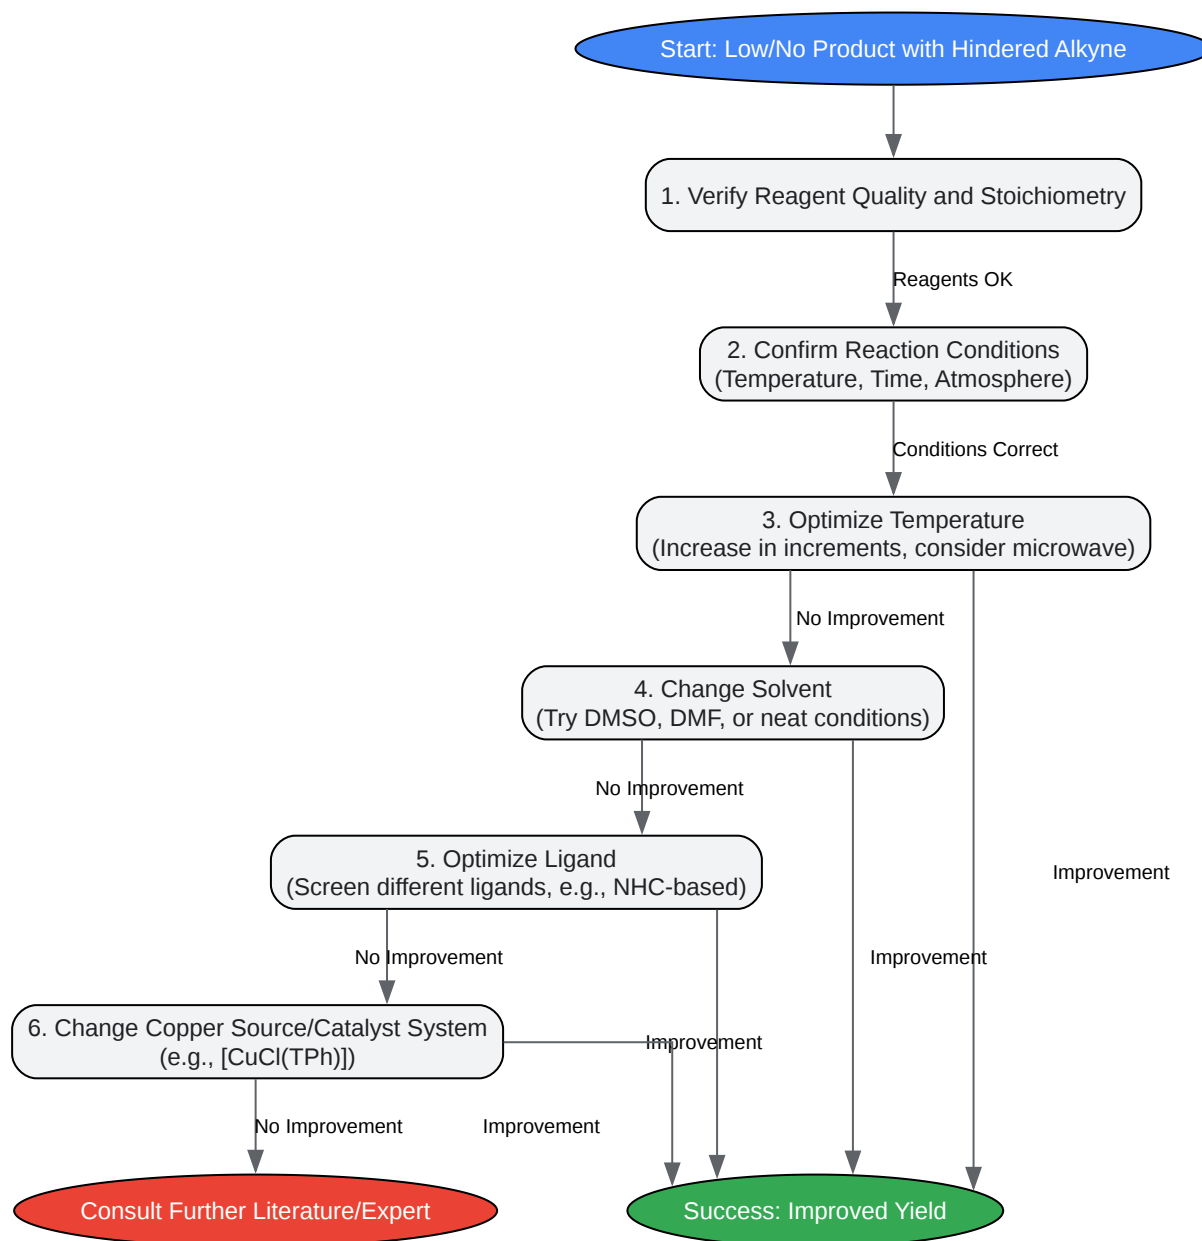 Start: Low/No Product with Hindered Alkyne
1. Verify Reagent Quality and Stoichiometry
Reagents OK
2. Confirm Reaction Conditions
(Temperature, Time, Atmosphere)
Conditions Correct
3. Optimize Temperature
(Increase in increments, consider microwave)
No Improvement
4. Change Solvent
(Try DMSO, DMF, or neat conditions)
No Improvement
5. Optimize Ligand
(Screen different ligands, e.g., NHC-based)
Improvement
No Improvement
Improvement
6. Change Copper Source/Catalyst System
(e.g., [CuCl(TPh)])
Improvement
No Improvement
Improvement
Consult Further Literature/Expert
Success: Improved Yield